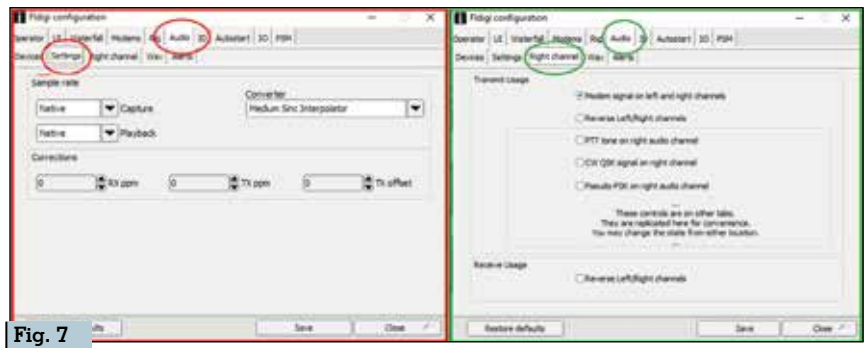 Fldigi configuration
Operator UI Waterfall Modems Rig Audio ID Autostart IO PSM
Devices Settings Right channel Wav Alerts
Sample rate
Native Capture
Converter
Medium Sinc Interpolator
Native Playback
Corrections
0 RX ppm 0 TX ppm 0 TX offset
Save Close
Fig. 7
Fldigi configuration
Operator UI Waterfall Modems Rig Audio ID Autostart IO PSM
Devices Settings Right channel Wav Alerts
Transmit Usage
Modem signal on left and right channels
Reverse Left/Right channels
PTT tone on right audio channel
CW QSK signal on right channel
Pseudo-FSK on right audio channel
These controls are on other tabs.
They are replicated here for convenience.
You may change the state from either location.
Receive Usage
Reverse Left/Right channels
Restore defaults Save Close